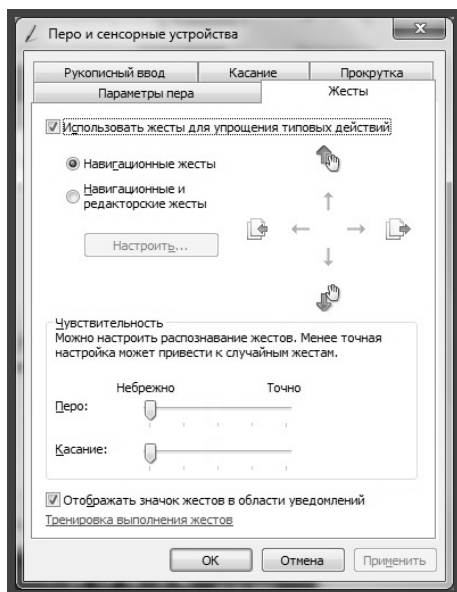 Перо и сенсорные устройства
Рукописный ввод
Касание
Прокрутка
Параметры пера
Жесты
Использовать жесты для упрощения типовых действий
Навигационные жесты
Навигационные и
редакторские жесты
Настроить...
Чувствительность
Можно настроить распознавание жестов. Менее точная
настройка может привести к случайным жестам.
Небрежно
Точно
Перо:
Касание:
Отображать значок жестов в области уведомлений
Тренировка выполнения жестов
ОК
Отмена
Применить